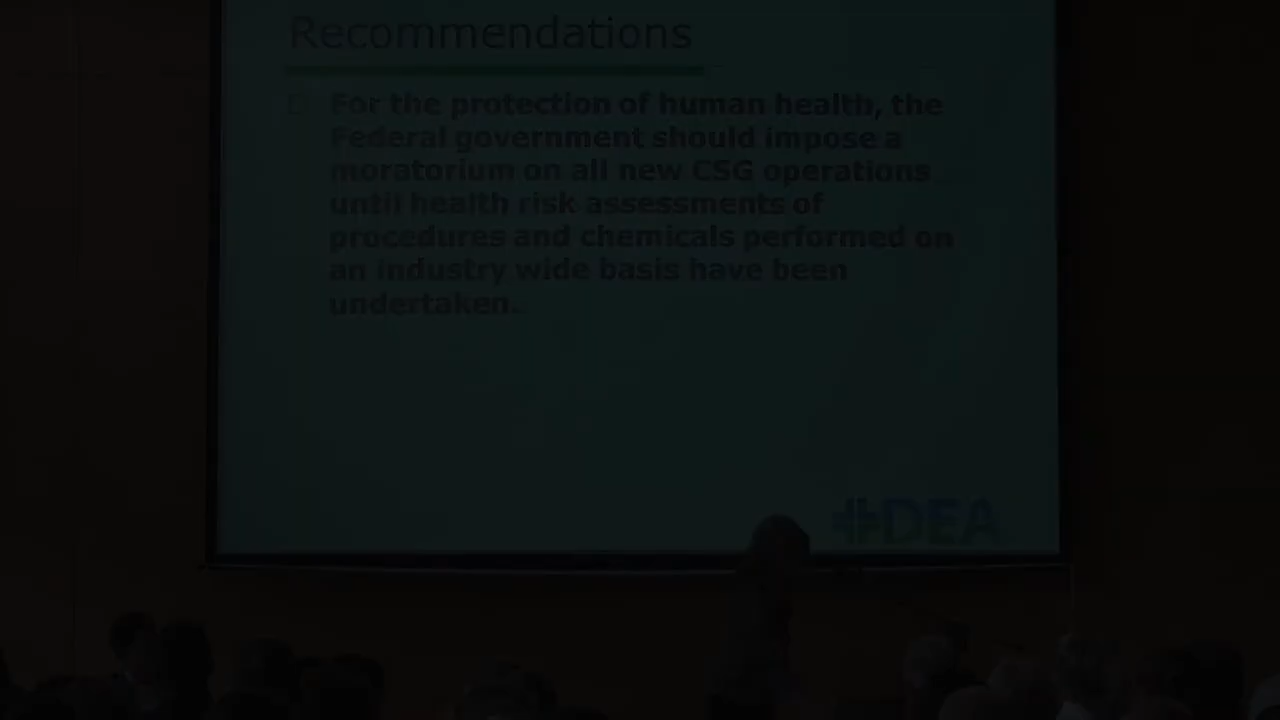 Recommendations
For the protection of human health, the
Federal government should impose a
moratorium on all new CSG operations
until health risk assessments of
procedures and chemicals performed on
an industry wide basis have been
undertaken.
DEA